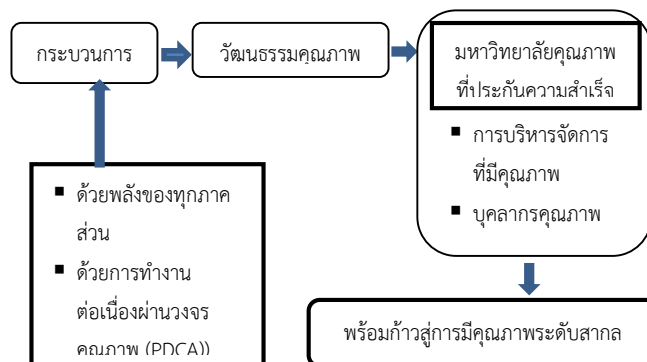 กระบวนการ
วัฒนธรรมคุณภาพ
มหาวิทยาลัยคุณภาพ
ที่ประกันความสำเร็จ
▪ การบริหารจัดการ
ที่มีคุณภาพ
▪ บุคลากรคุณภาพ
▪ ด้วยพลังของทุกภาค
ส่วน
▪ ด้วยการทำงาน
ต่อเนื่องผ่านวงจร
คุณภาพ (PDCA))
พร้อมก้าวสู่การมีคุณภาพระดับสากล